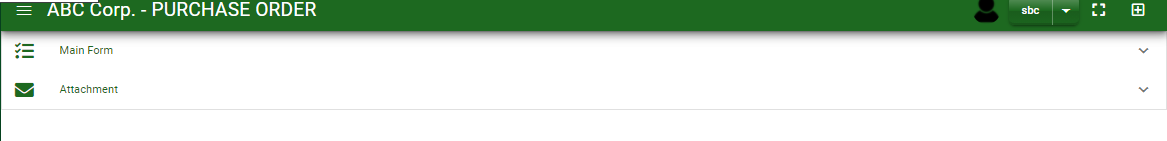 ABC Corp. - PURCHASE ORDER
sbc
Main Form
Attachment